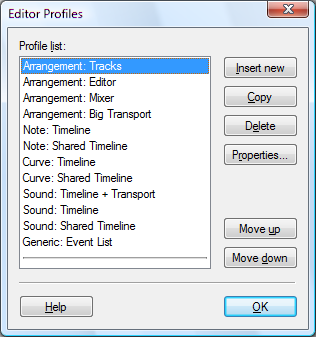 Editor Profiles
Profile list:
Arrangement: Tracks
Arrangement: Editor
Arrangement: Mixer
Arrangement: Big Transport
Note: Timeline
Note: Shared Timeline
Curve: Timeline
Curve: Shared Timeline
Sound: Timeline + Transport
Sound: Timeline
Sound: Shared Timeline
Generic: Event List
Insert new
Copy
Delete
Properties...
Move up
Move down
Help
OK